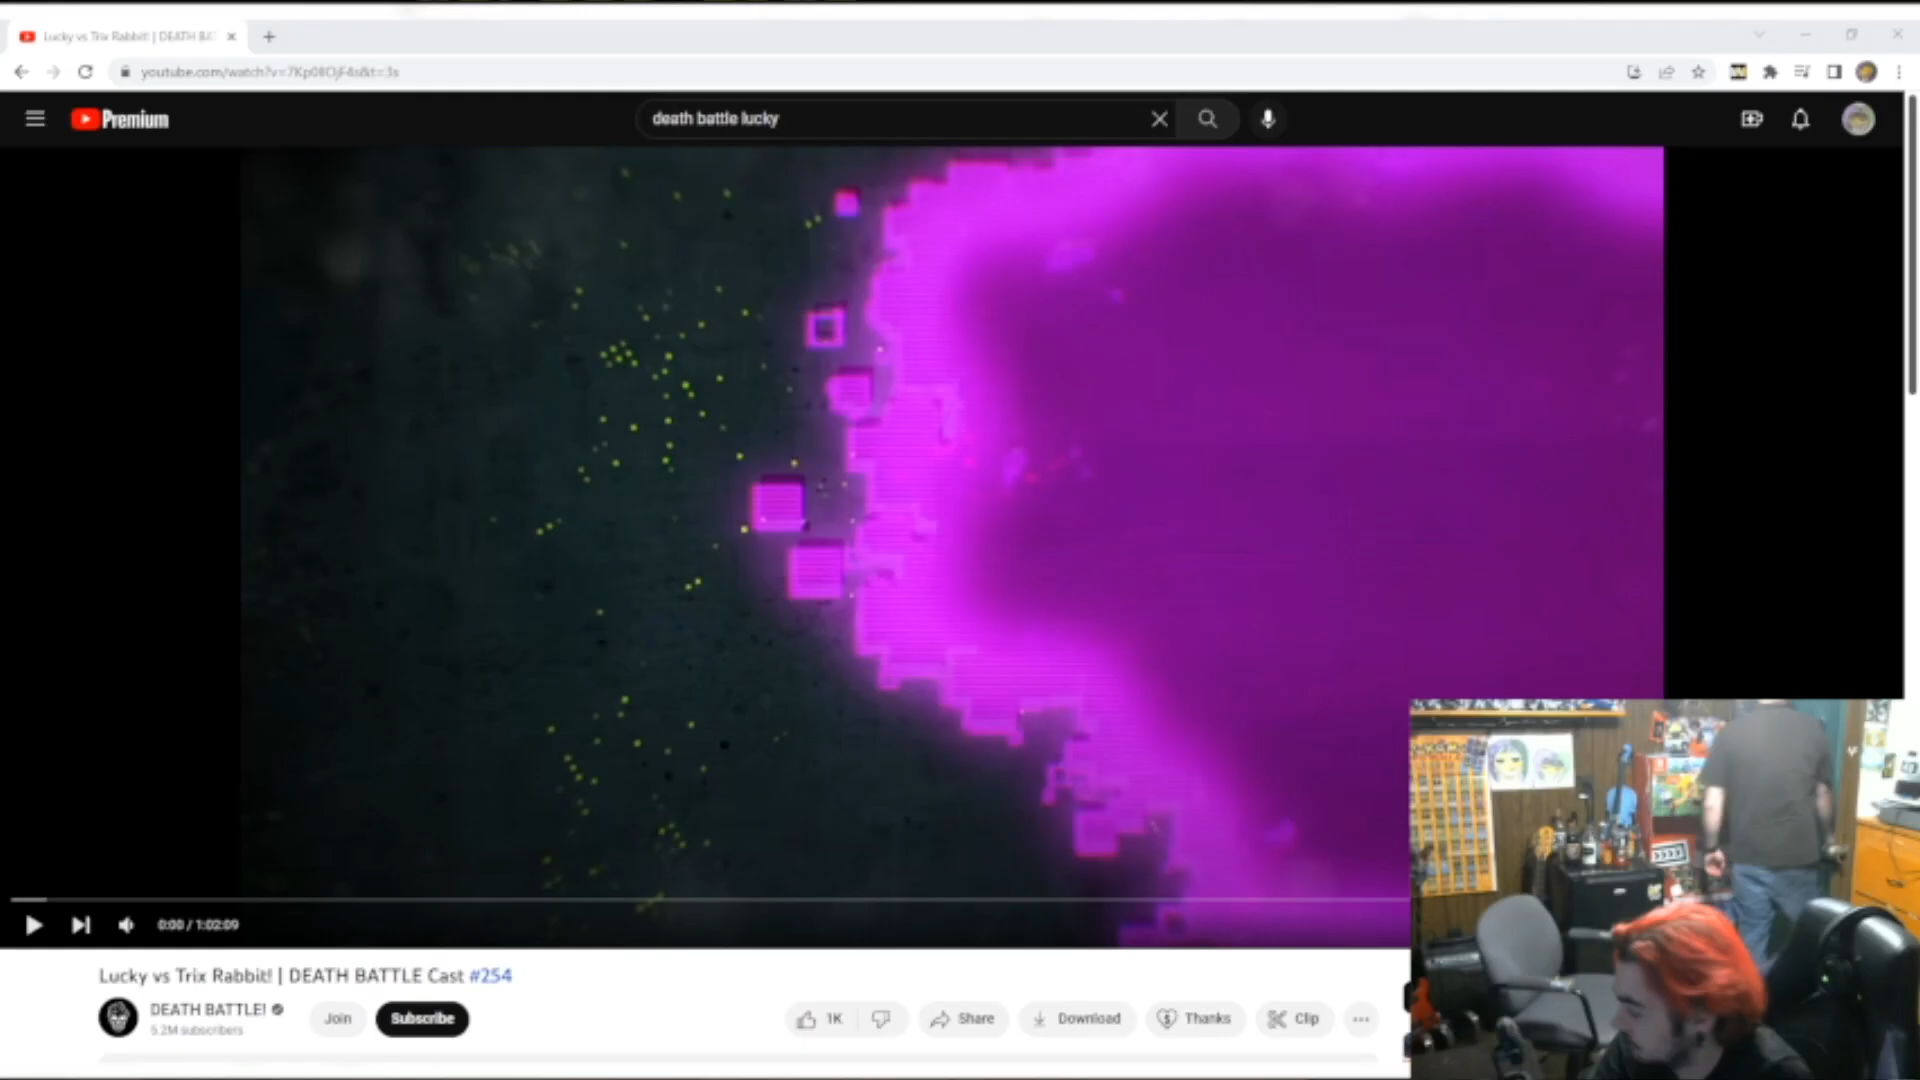 Lucky vs Trix Rabbit! | DEATH BA
youtube.com/watch?v=7Kp08OjF4s&t=3s
Premium
death battle lucky
0:00 / 1:02:09
Lucky vs Trix Rabbit! | DEATH BATTLE Cast #254
DEATH BATTLE!
5.2M subscribers
Join
Subscribe
1K
Share
Download
Thanks
Clip